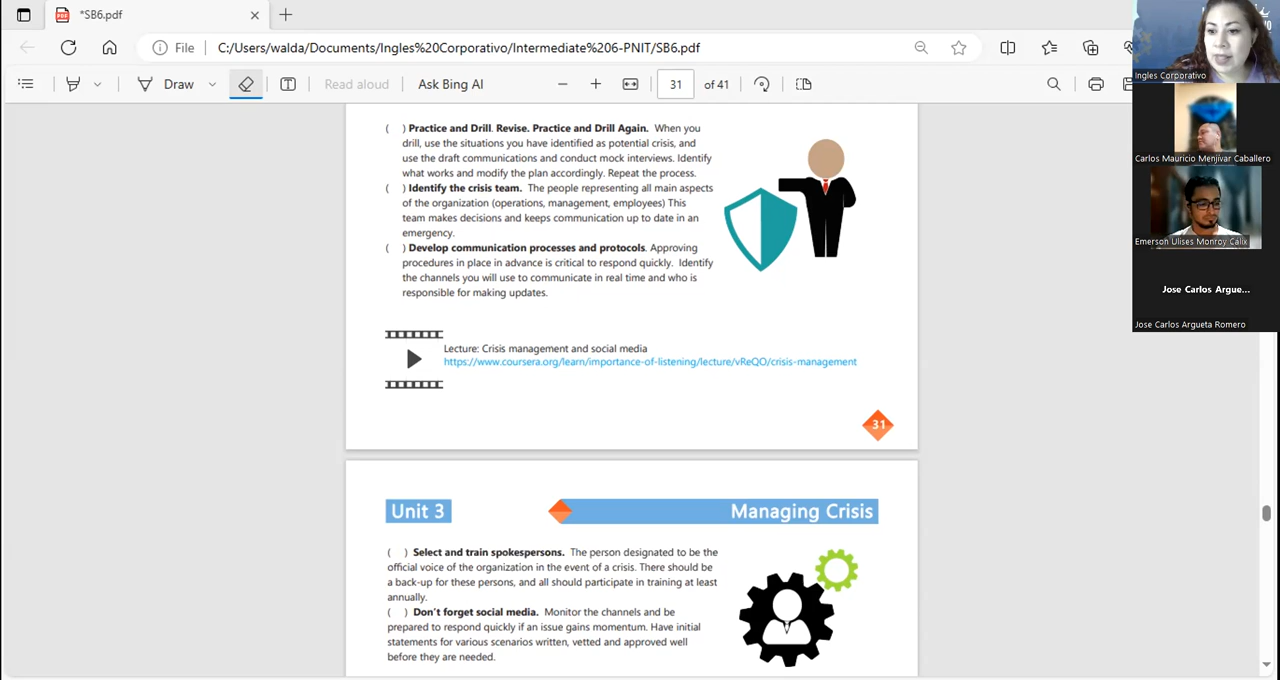 *SB6.pdf
File C:/Users/walda/Documents/Ingles%20Corporativo/Intermediate%206-PNIT/SB6.pdf
Draw Read aloud Ask Bing AI 31 of 41
( ) Practice and Drill. Revise. Practice and Drill Again. When you
drill, use the situations you have identified as potential crisis, and
use the draft communications and conduct mock interviews. Identify
what works and modify the plan accordingly. Repeat the process.
( ) Identify the crisis team. The people representing all main aspects
of the organization (operations, management, employees) This
team makes decisions and keeps communication up to date in an
emergency.
( ) Develop communication processes and protocols. Approving
procedures in place in advance is critical to respond quickly. Identify
the channels you will use to communicate in real time and who is
responsible for making updates.
Lecture: Crisis management and social media
https://www.coursera.org/learn/importance-of-listening/lecture/vReQO/crisis-management
31
Unit 3 Managing Crisis
( ) Select and train spokespersons. The person designated to be the
official voice of the organization in the event of a crisis. There should be
a back-up for these persons, and all should participate in training at least
annually.
( ) Don't forget social media. Monitor the channels and be
prepared to respond quickly if an issue gains momentum. Have initial
statements for various scenarios written, vetted and approved well
before they are needed.
Ingles Corporativo
Carlos Mauricio Menjivar Caballero
Emerson Ulises Monroy Calix
Jose Carlos Argue...
Jose Carlos Argueta Romero